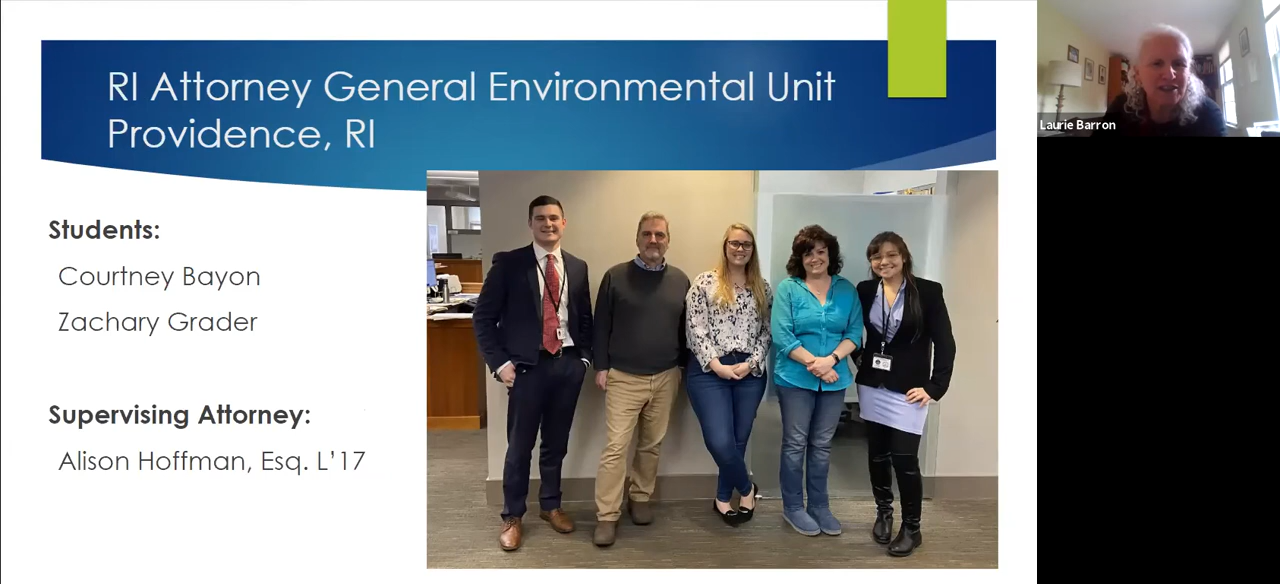 RI Attorney General Environmental Unit
Providence, RI
Students:
Courtney Bayon
Zachary Grader
Supervising Attorney:
Alison Hoffman, Esq. L'17
Laurie Barron